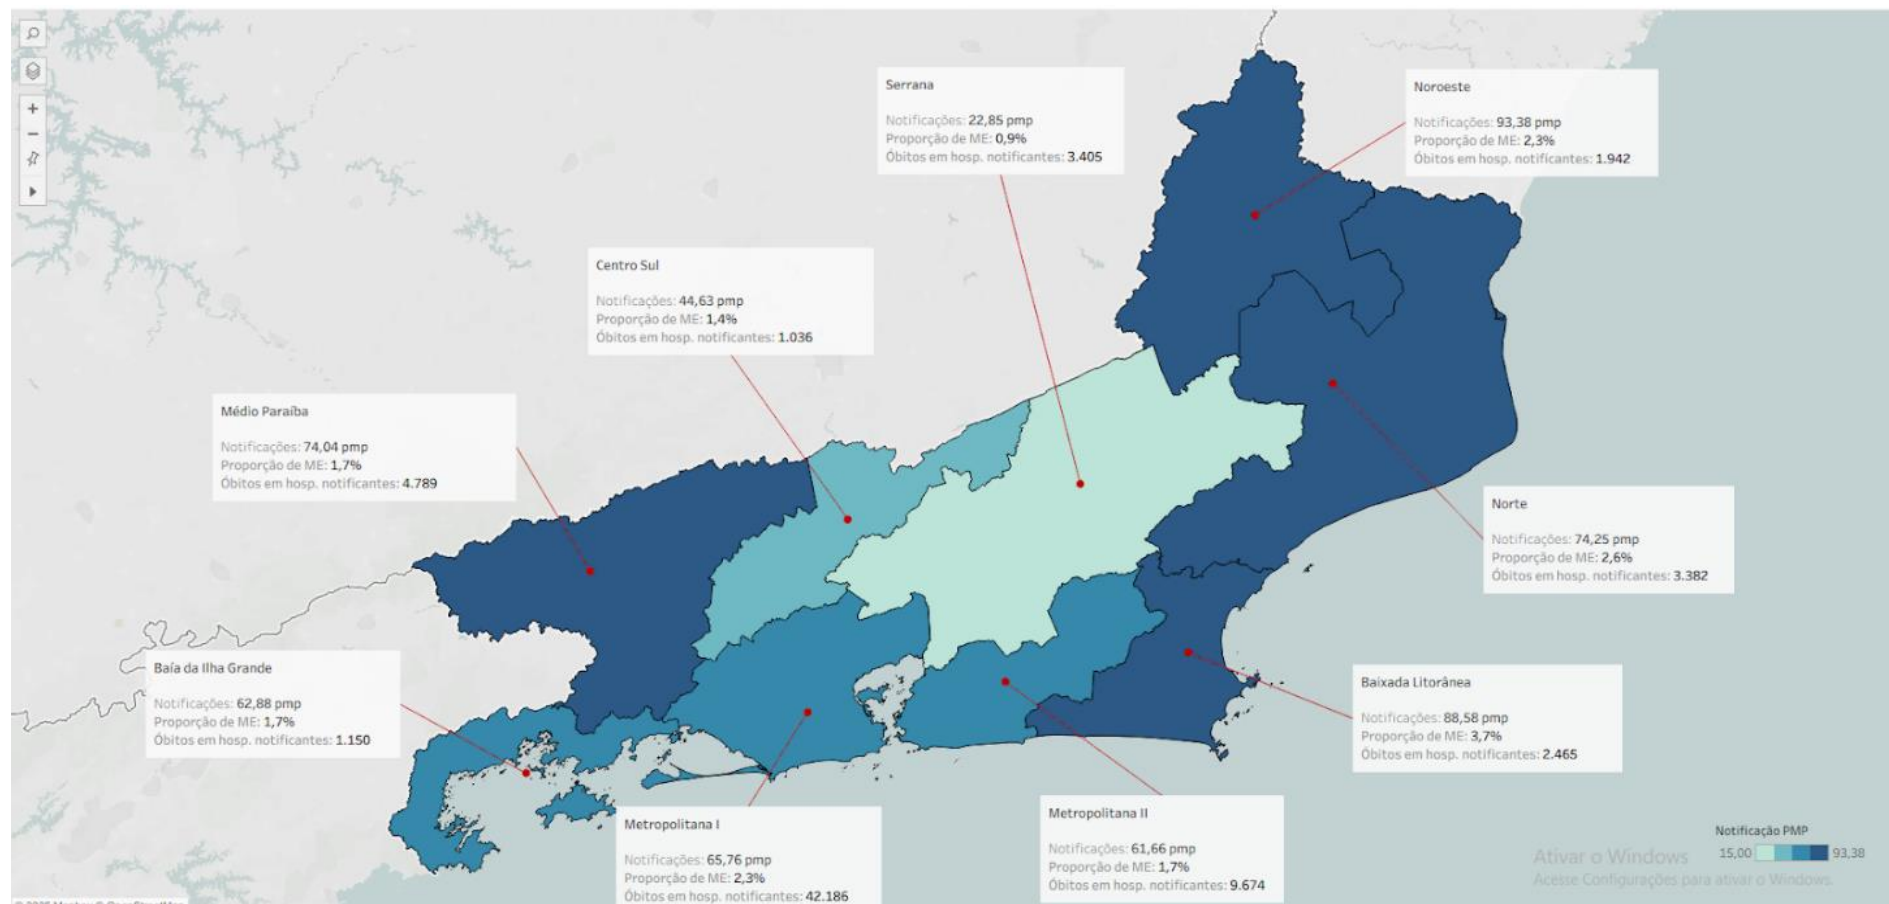 Serrana
Notificações: 22,85 pmp
Proporção de ME: 0,9%
Óbitos em hosp. notificantes: 3.405
Noroeste
Notificações: 93,38 pmp
Proporção de ME: 2,3%
Óbitos em hosp. notificantes: 1.942
Centro Sul
Notificações: 44,63 pmp
Proporção de ME: 1,4%
Óbitos em hosp. notificantes: 1.036
Médio Paraíba
Notificações: 74,04 pmp
Proporção de ME: 1,7%
Óbitos em hosp. notificantes: 4.789
Norte
Notificações: 74,25 pmp
Proporção de ME: 2,6%
Óbitos em hosp. notificantes: 3.382
Baía da Ilha Grande
Notificações: 62,88 pmp
Proporção de ME: 1,7%
Óbitos em hosp. notificantes: 1.150
Baixada Litorânea
Notificações: 88,58 pmp
Proporção de ME: 3,7%
Óbitos em hosp. notificantes: 2.465
Metropolitana I
Notificações: 65,76 pmp
Proporção de ME: 2,3%
Óbitos em hosp. notificantes: 42.186
Metropolitana II
Notificações: 61,66 pmp
Proporção de ME: 1,7%
Óbitos em hosp. notificantes: 9.674
Notificação PMP
15,00 93,38
Ativar o Windows
Acesse Configurações para ativar o Windows.